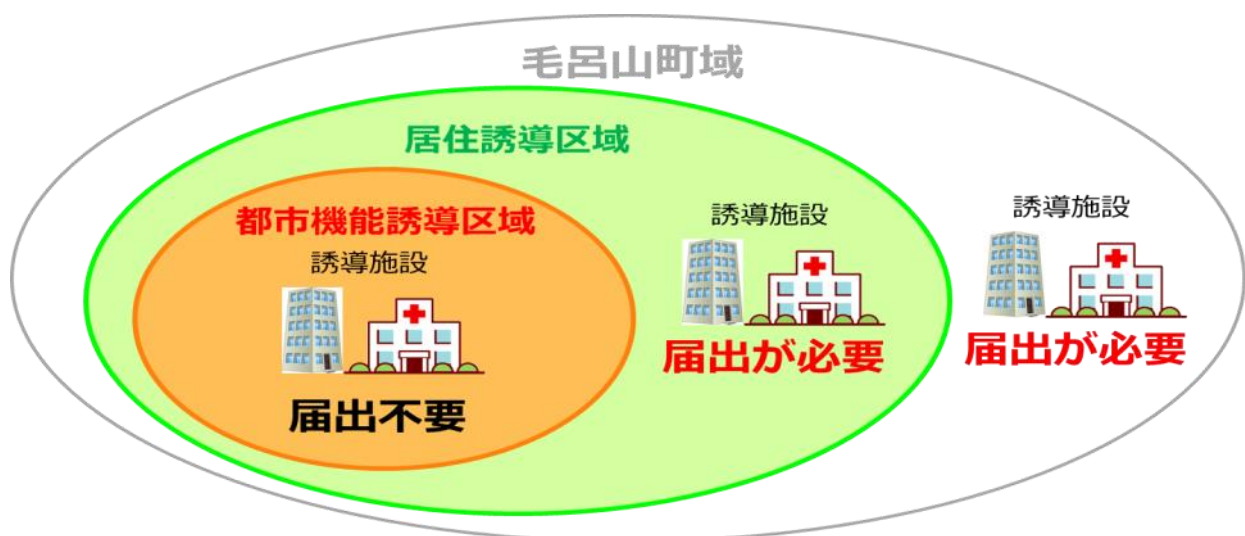 毛呂山町域
居住誘導区域
都市機能誘導区域
誘導施設
届出不要
誘導施設
届出が必要
誘導施設
届出が必要